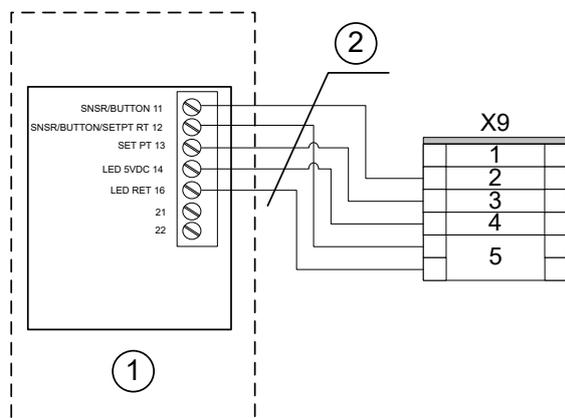 2
SNSR/BUTTON 11
SNSR/BUTTON/SETPT RT 12
SET PT 13
LED 5VDC 14
LED RET 16
21
22
X9
1
2
3
4
5
1